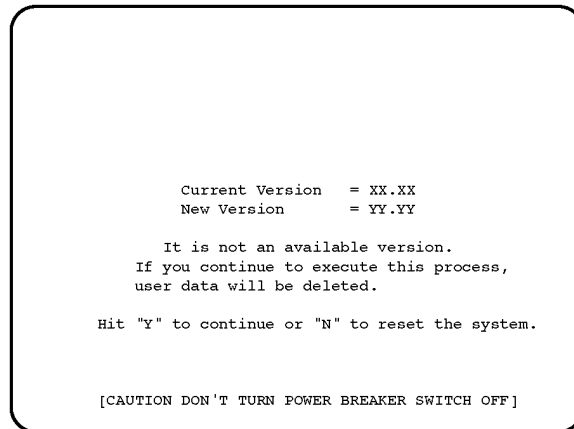 Current Version = XX.XX
New Version = YY.YY
It is not an available version.
If you continue to execute this process,
user data will be deleted.
Hit "Y" to continue or "N" to reset the system.
[CAUTION DON'T TURN POWER BREAKER SWITCH OFF]